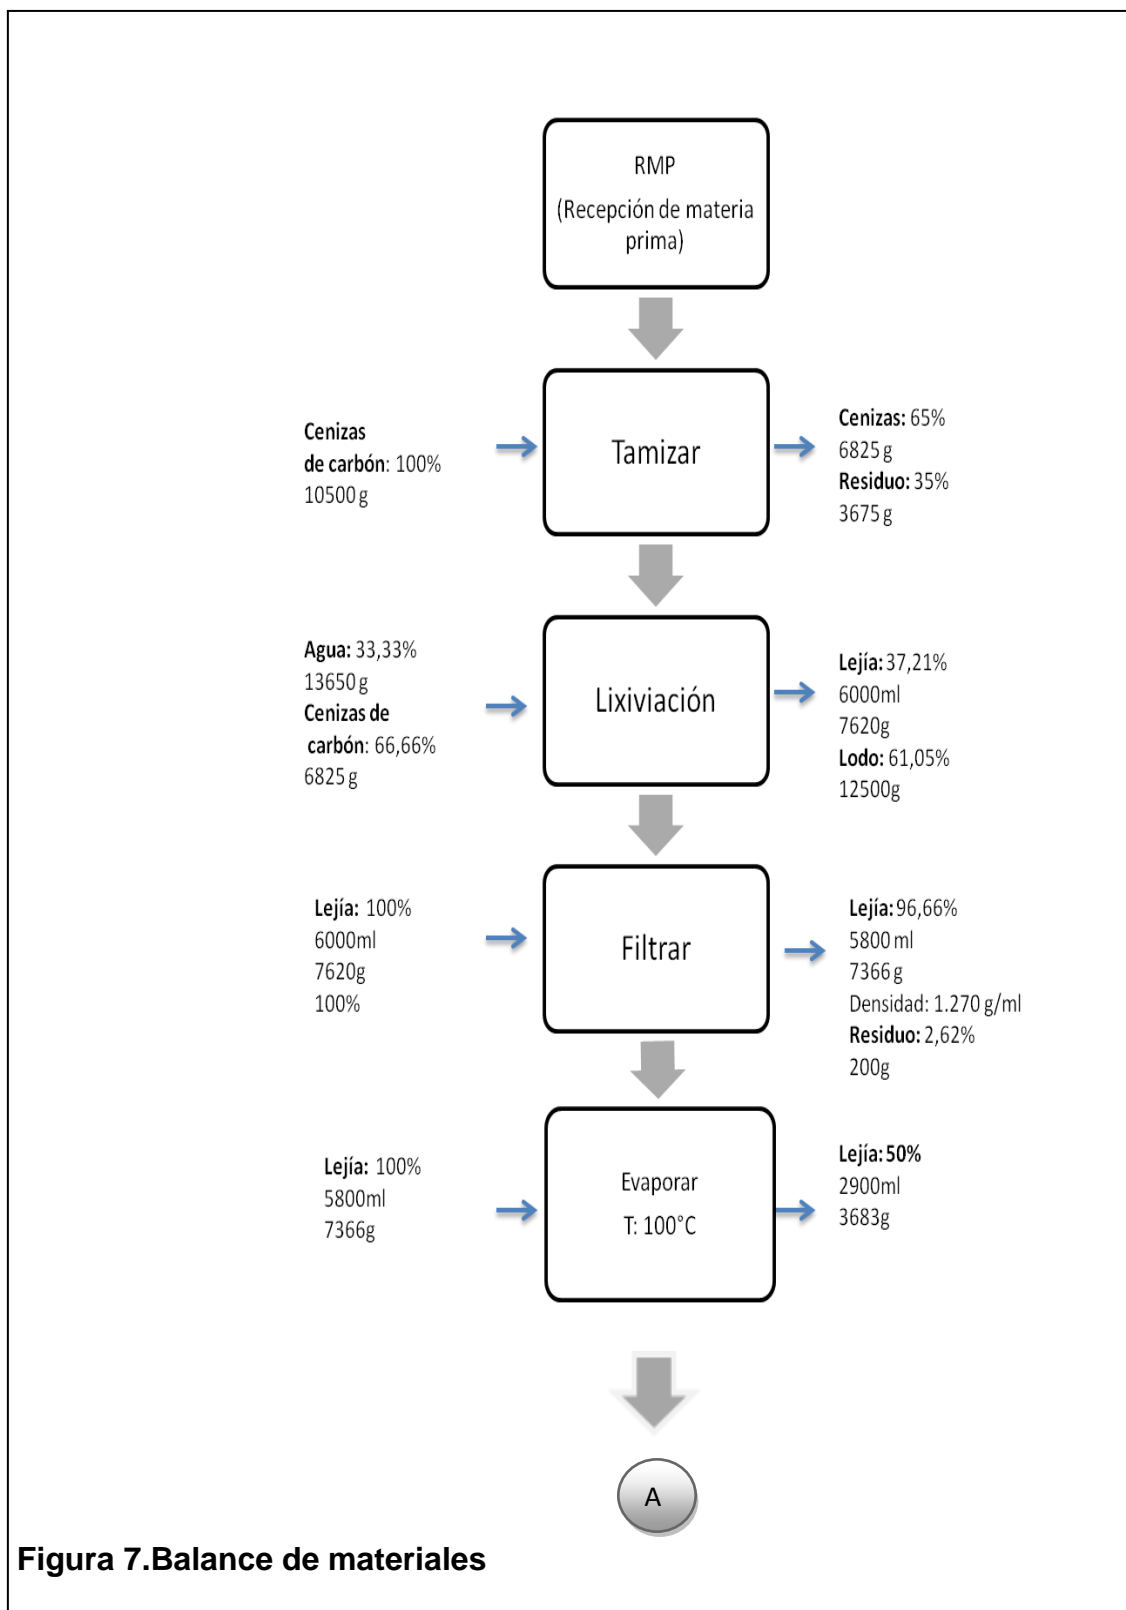 RMP
(Recepción de materia
prima)
Cenizas
de carbón: 100%
10500 g
Tamizar
Cenizas: 65%
6825 g
Residuo: 35%
3675 g
Agua: 33,33%
13650 g
Cenizas de
carbón: 66,66%
6825 g
Lixiviación
Lejía: 37,21%
6000ml
7620g
Lodo: 61,05%
12500g
Lejía: 100%
6000ml
7620g
100%
Filtrar
Lejía: 96,66%
5800 ml
7366 g
Densidad: 1.270 g/ml
Residuo: 2,62%
200g
Lejía: 100%
5800ml
7366g
Evaporar
T: 100°C
Lejía: 50%
2900ml
3683g
A
Figura 7.Balance de materiales